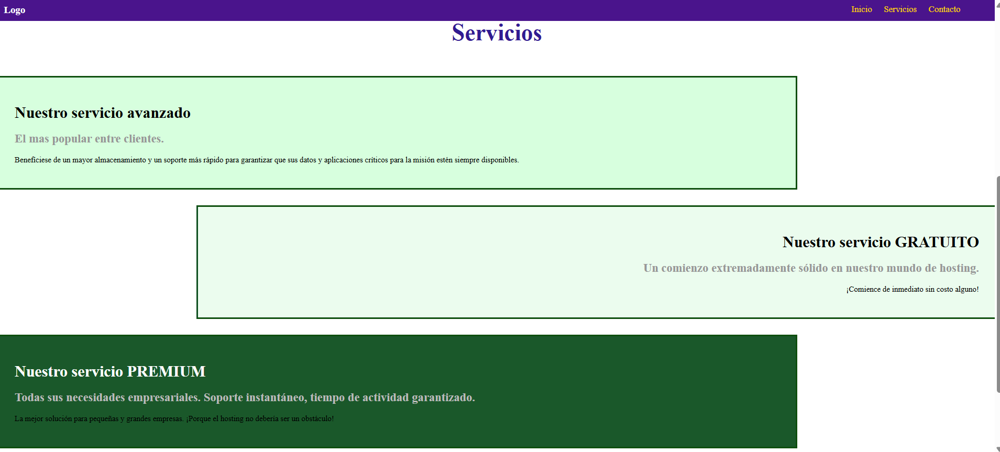 Logo
Inicio Servicios Contacto
Servicios
Nuestro servicio avanzado
El mas popular entre clientes.
Benefíciese de un mayor almacenamiento y un soporte más rápido para garantizar que sus datos y aplicaciones críticos para la misión estén siempre disponibles.
Nuestro servicio GRATUITO
Un comienzo extremadamente sólido en nuestro mundo de hosting.
¡Comience de inmediato sin costo alguno!
Nuestro servicio PREMIUM
Todas sus necesidades empresariales. Soporte instantáneo, tiempo de actividad garantizado.
La mejor solución para pequeñas y grandes empresas. ¡Porque el hosting no debería ser un obstáculo!